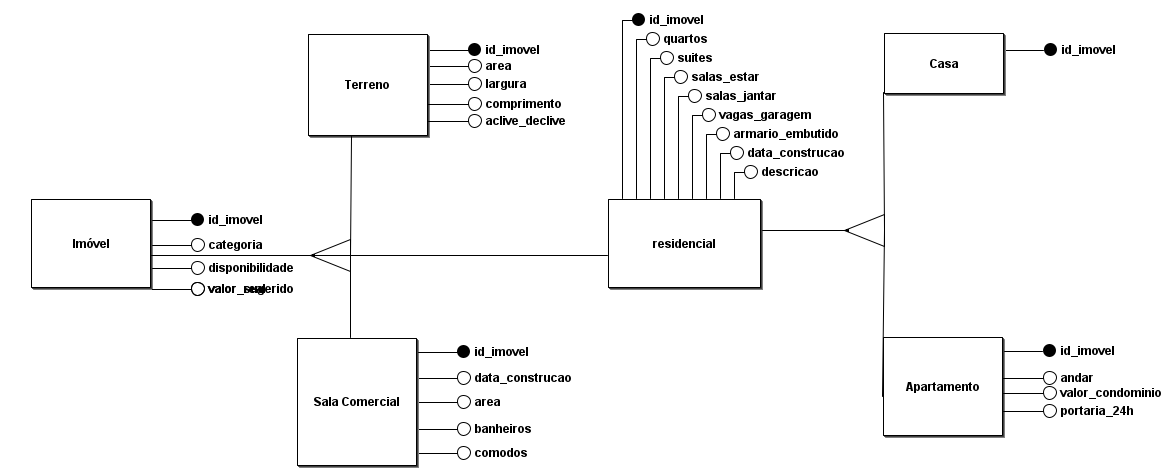 Terreno
id_imovel
area
largura
comprimento
aclive_declive
id_imovel
quartos
suites
salas_estar
salas_jantar
vagas_garagem
armario_embutido
data_construcao
descricao
Casa
id_imovel
Imóvel
id_imovel
categoria
disponibilidade
residencial
Sala Comercial
id_imovel
data_construcao
area
banheiros
comodos
Apartamento
id_imovel
andar
valor_condominio
portaria_24h